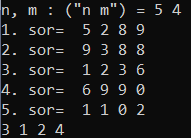 n, m : ("n m") = 5 4
1. sor=  5 2 8 9
2. sor=  9 3 8 8
3. sor=  1 2 3 6
4. sor=  6 9 9 0
5. sor=  1 1 0 2
3 1 2 4